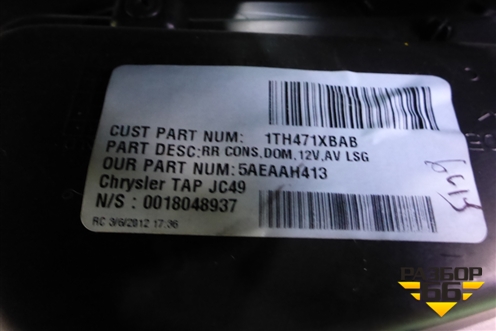 CUST PART NUM: 1TH471XBAB
PART DESC:RR CONS,DOM,12V,AV LSG
OUR PART NUM:5AEAAH413
Chrysler TAP JC49
N/S : 0018048937
RC 3/6/2012 17:36
РАЗБОР
66